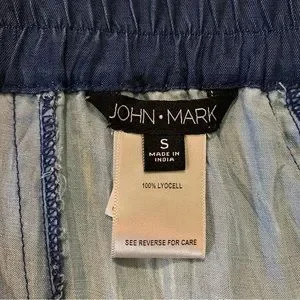 JOHN • MARK
S
MADE IN
INDIA
100% LYOCELL
SEE REVERSE FOR CARE